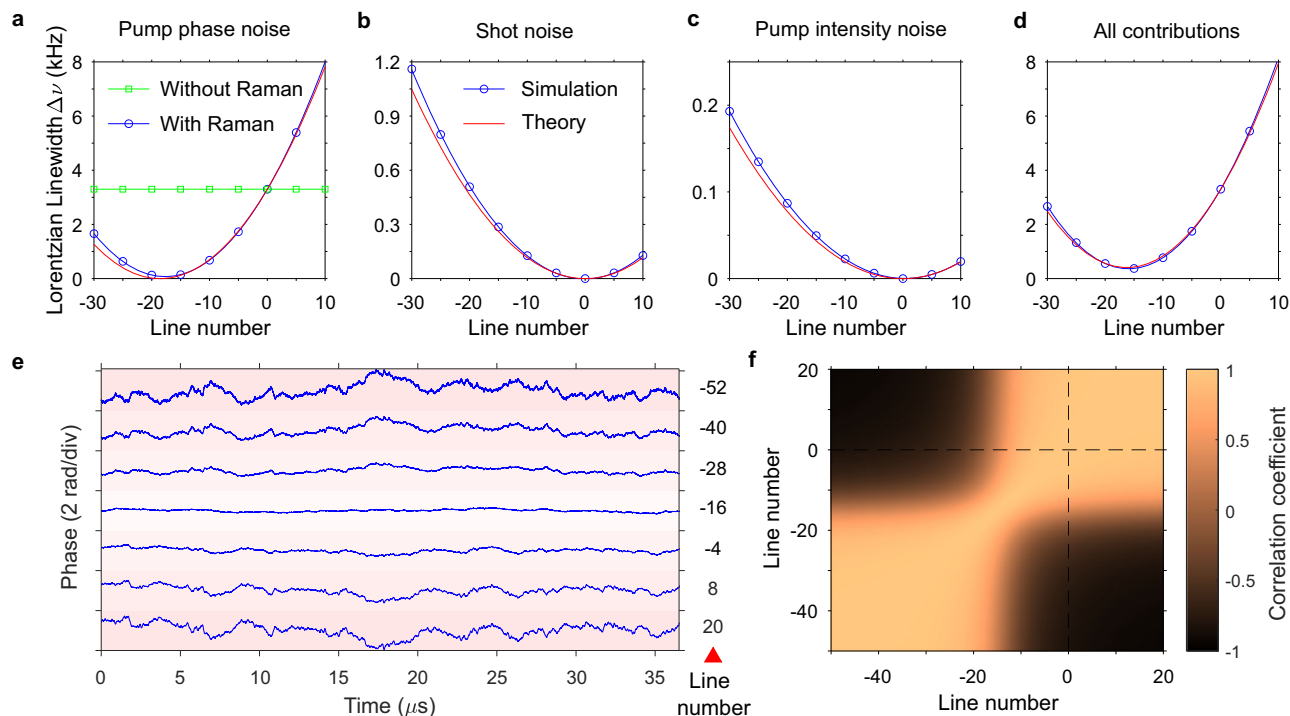 a
Pump phase noise
Lorentzian Linewidth Δν (kHz)
8
6
4
2
0
Without Raman
With Raman
-30 -20 -10 0 10
Line number
b
Shot noise
1.2
0.9
0.6
0.3
0
Simulation
Theory
-30 -20 -10 0 10
Line number
c
Pump intensity noise
0.2
0.1
0
-30 -20 -10 0 10
Line number
d
All contributions
8
6
4
2
0
-30 -20 -10 0 10
Line number
e
Phase (2 rad/div)
-52
-40
-28
-16
-4
8
20
0 5 10 15 20 25 30 35
Time (μs)
Line
number
f
Line number
20
0
-20
-40
-40 -20 0 20
Line number
1
0.5
0
-0.5
-1
Correlation coefficient